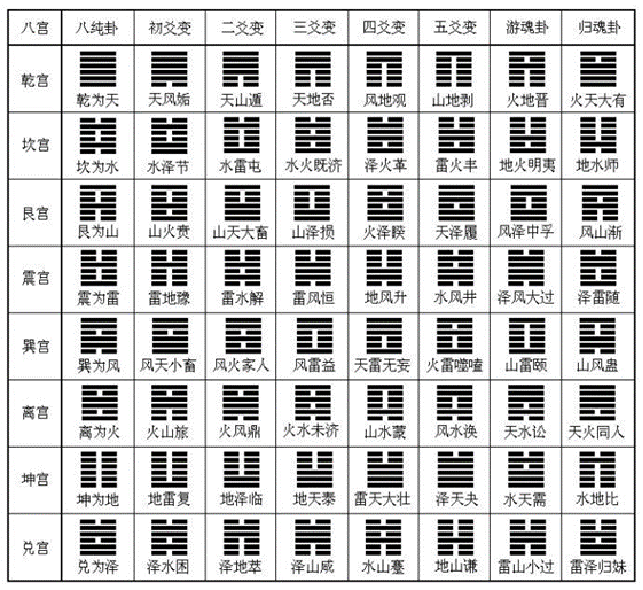 八宫 八纯卦 初爻变 二爻变 三爻变 四爻变 五爻变 游魂卦 归魂卦
乾宫 乾为天 天风姤 天山遁 天地否 风地观 山地剥 火地晋 火天大有
坎宫 坎为水 水泽节 水雷屯 水火既济 泽火革 雷火丰 地火明夷 地水师
艮宫 艮为山 山火贲 山天大畜 山泽损 火泽睽 天泽履 风泽中孚 风山渐
震宫 震为雷 雷地豫 雷水解 雷风恒 地风升 水风井 泽风大过 泽雷随
巽宫 巽为风 风天小畜 风火家人 风雷益 天雷无妄 火雷噬嗑 山雷颐 山风蛊
离宫 离为火 火山旅 火风鼎 火水未济 山水蒙 风水涣 天水讼 天火同人
坤宫 坤为地 地雷复 地泽临 地天泰 雷天大壮 泽天夬 水天需 水地比
兑宫 兑为泽 泽水困 泽地萃 泽山咸 水山蹇 地山谦 雷山小过 雷泽归妹